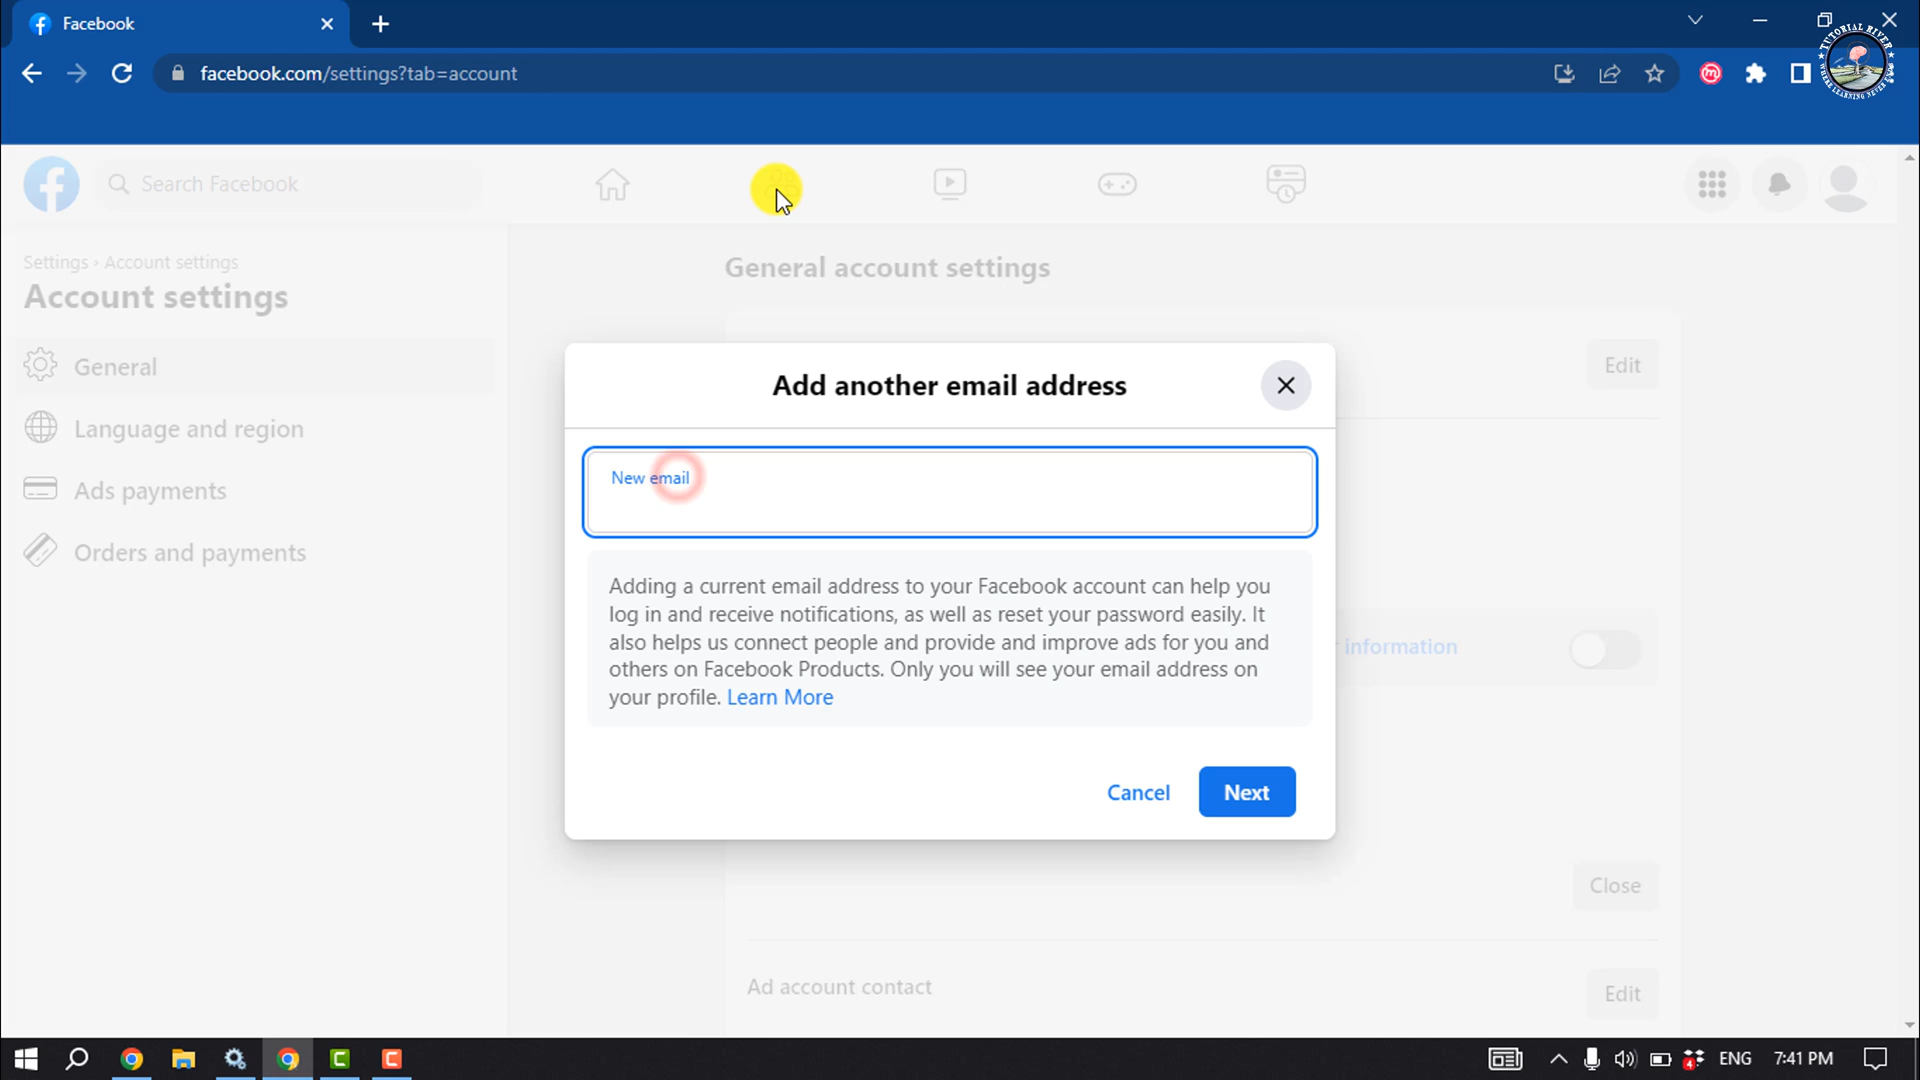 Facebook
facebook.com/settings?tab=account
TUTORIAL RIVER
Search Facebook
Settings › Account settings
Account settings
General
Language and region
Ads payments
Orders and payments
General account settings
Edit
Add another email address
New email
Adding a current email address to your Facebook account can help you
log in and receive notifications, as well as reset your password easily. It
also helps us connect people and provide and improve ads for you and
others on Facebook Products. Only you will see your email address on
your profile. Learn More
information
Cancel
Next
Close
Ad account contact
Edit
4
ENG
7:41 PM